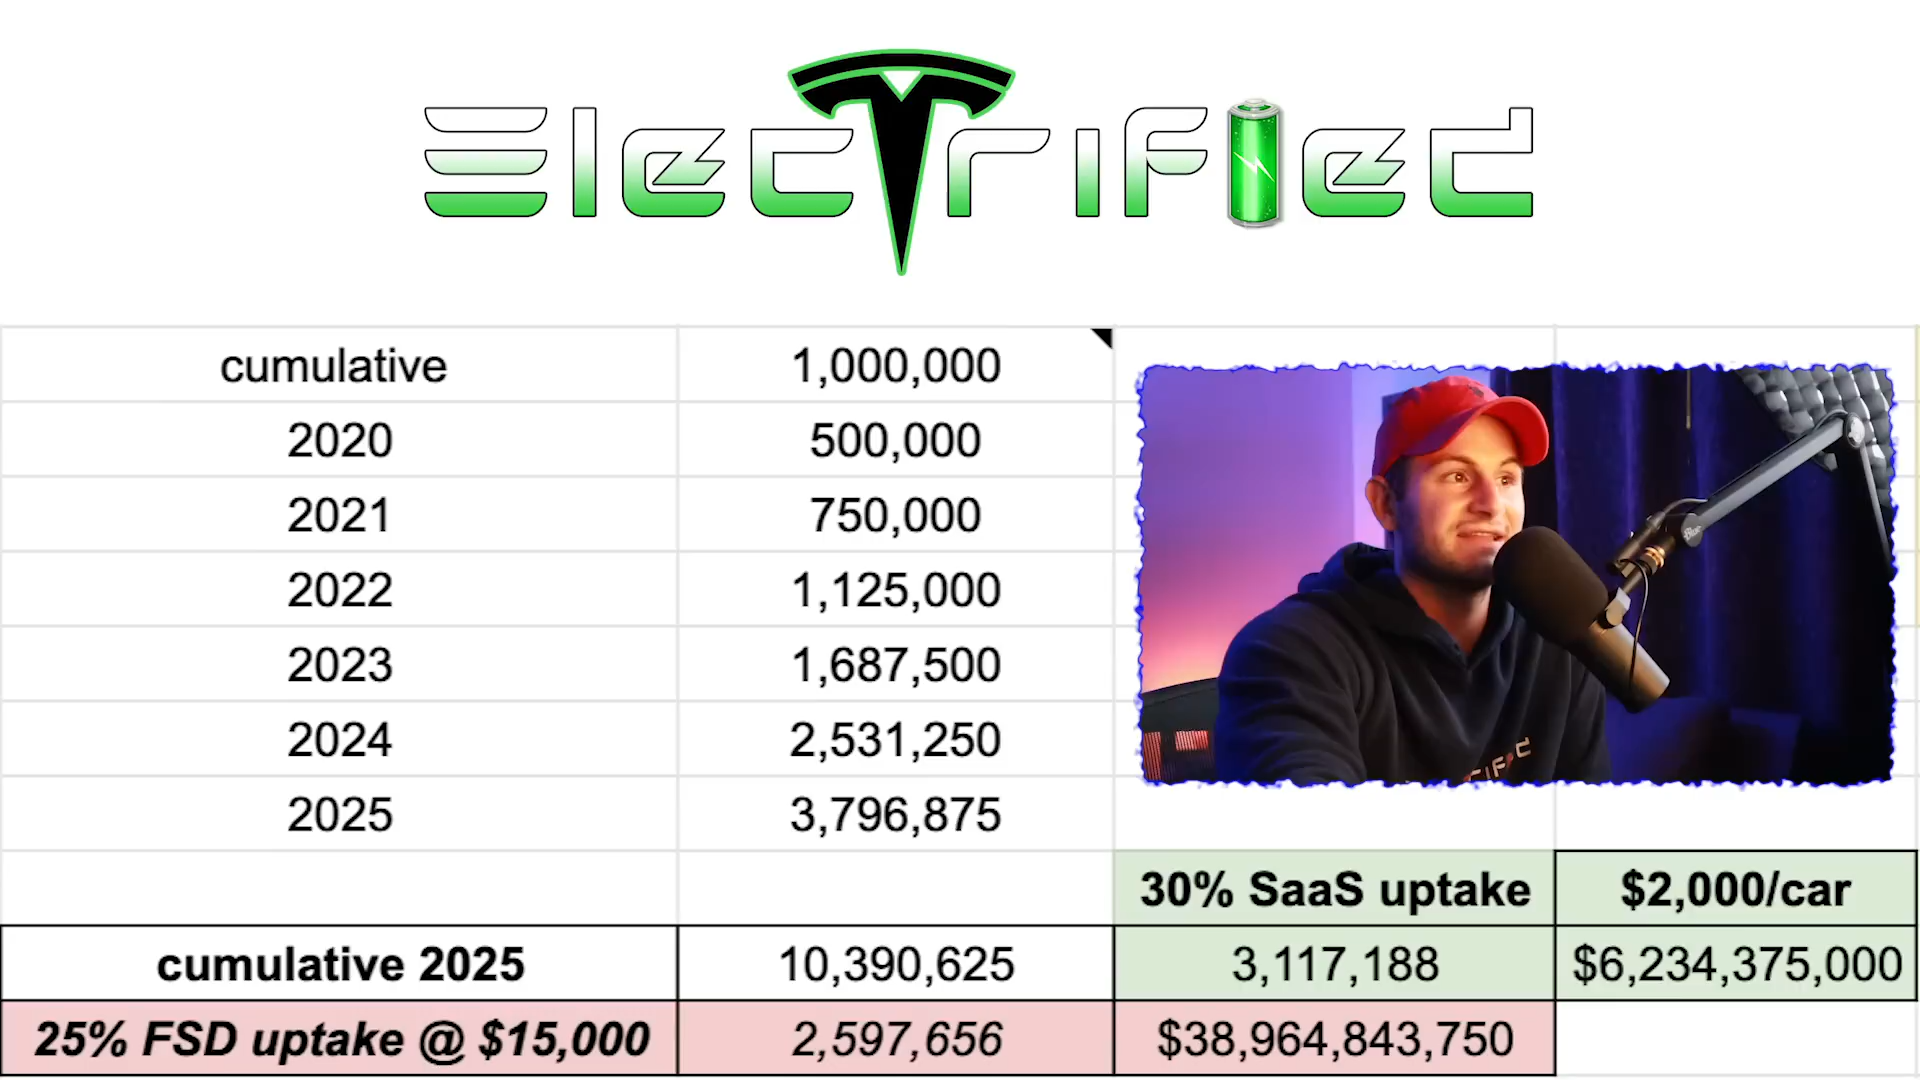 Electrified
cumulative 1,000,000
2020 500,000
2021 750,000
2022 1,125,000
2023 1,687,500
2024 2,531,250
2025 3,796,875
30% SaaS uptake $2,000/car
cumulative 2025 10,390,625 3,117,188 $6,234,375,000
25% FSD uptake @ $15,000 2,597,656 $38,964,843,750